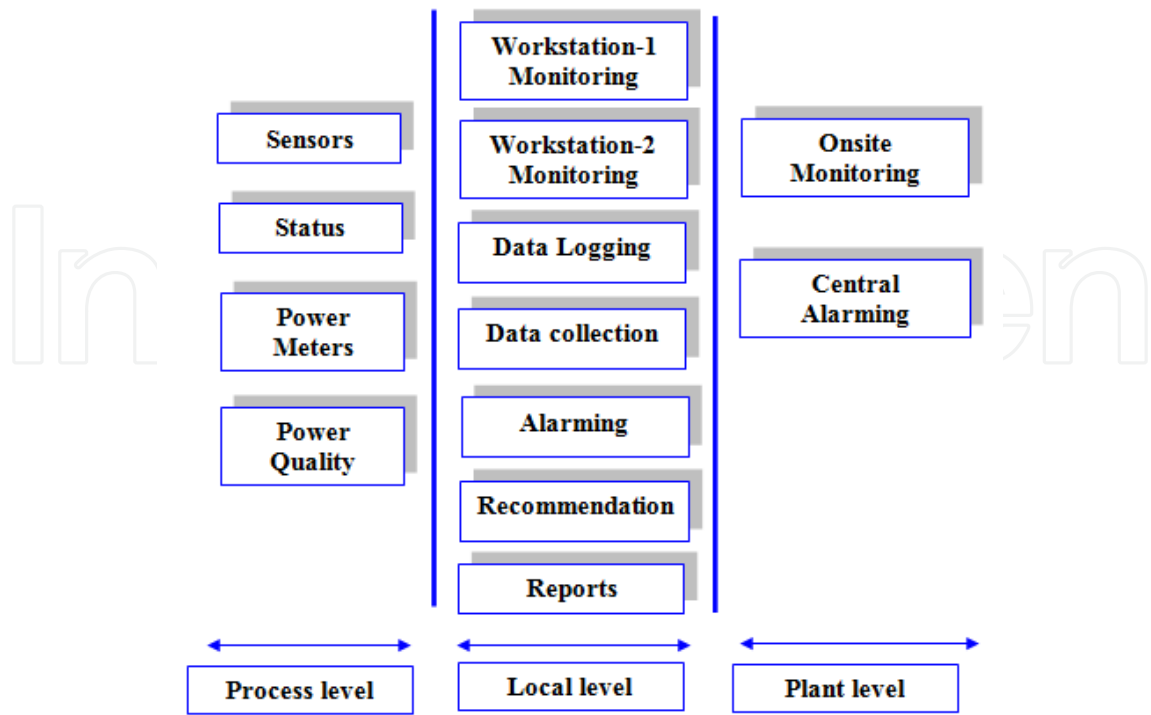 Sensors
Status
Power
Meters
Power
Quality
Workstation-1
Monitoring
Workstation-2
Monitoring
Data Logging
Data collection
Alarming
Recommendation
Reports
Onsite
Monitoring
Central
Alarming
Process level
Local level
Plant level